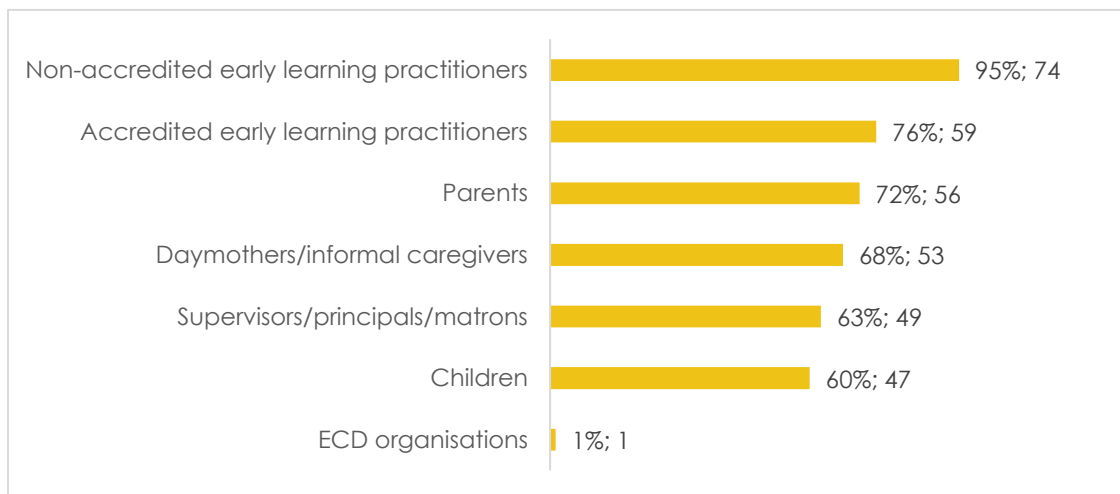 Non-accredited early learning practitioners 95%; 74
Accredited early learning practitioners 76%; 59
Parents 72%; 56
Daymothers/informal caregivers 68%; 53
Supervisors/principals/matrons 63%; 49
Children 60%; 47
ECD organisations 1%; 1